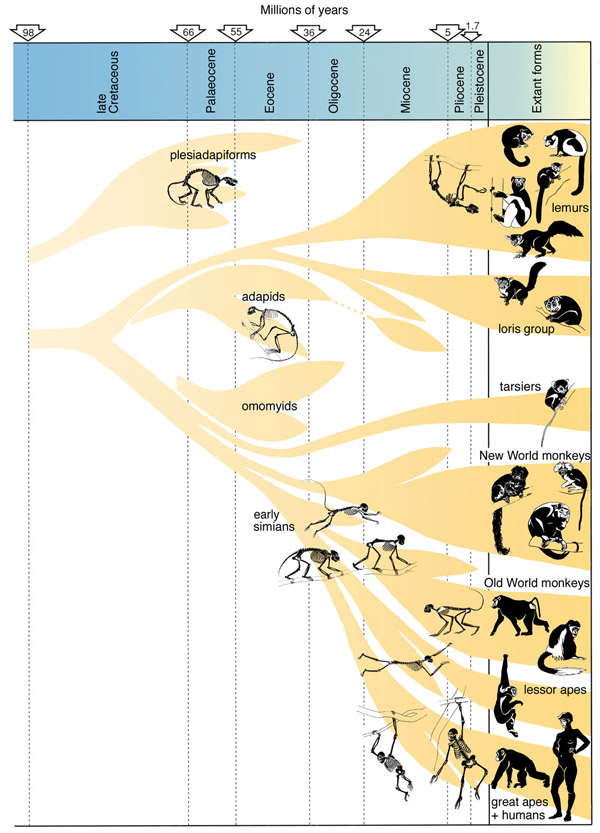 Millions of years
98 66 55 36 24 5 1.7
late
Cretaceous
Palaeocene
Eocene
Oligocene
Miocene
Pliocene
Pleistocene
Extant forms
plesiadapiforms
lemurs
adapids
loris group
tarsiers
omomyids
New World monkeys
early
simians
Old World monkeys
lessor apes
great apes
+ humans